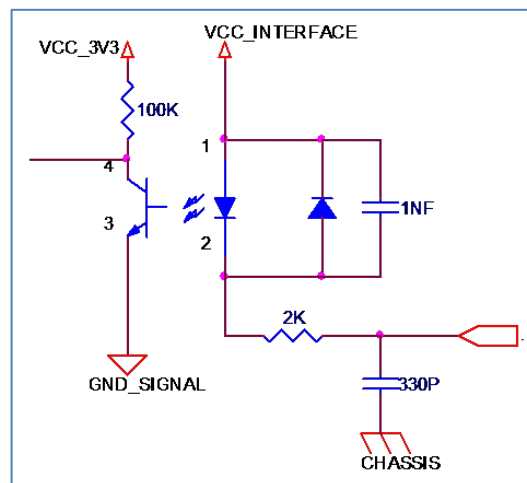 VCC_3V3
VCC_INTERFACE
100K
4
1
3
2
1NF
2K
330P
GND_SIGNAL
CHASSIS